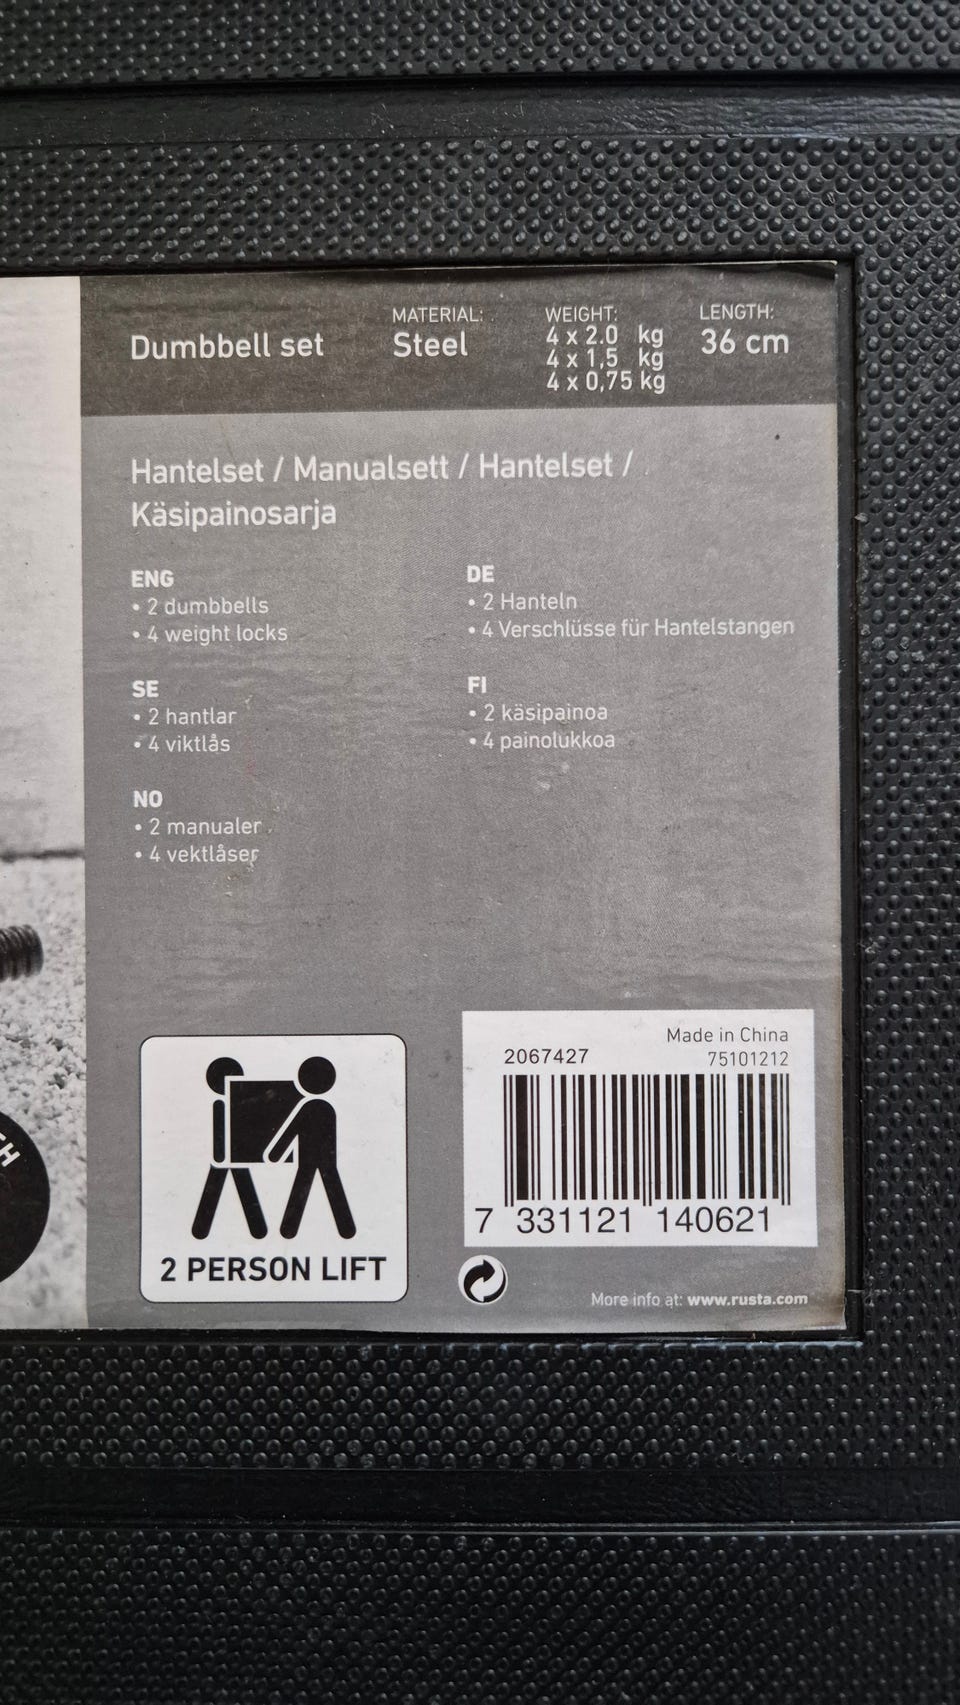 Dumbbell set
MATERIAL:
Steel
WEIGHT:
4 x 2.0 kg
4 x 1,5 kg
4 x 0,75 kg
LENGTH:
36 cm
Hantelset / Manualsett / Hantelset /
Käsipainosarja
ENG
• 2 dumbbells
• 4 weight locks
SE
• 2 hantlar
• 4 viktlås
NO
• 2 manualer
• 4 vektlåser
DE
• 2 Hanteln
• 4 Verschlüsse für Hantelstangen
FI
• 2 käsipainoa
• 4 painolukkoa
2 PERSON LIFT
Made in China
2067427 75101212
7 331121 140621
More info at: www.rusta.com